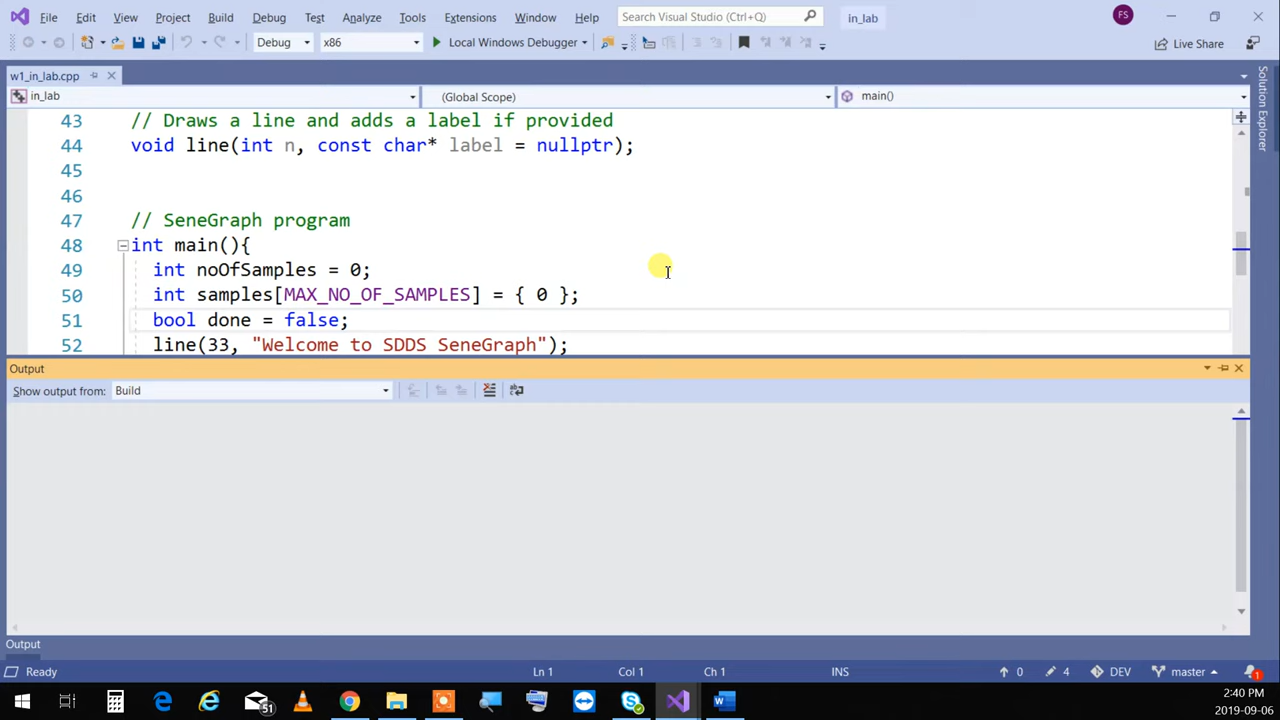 File Edit View Project Build Debug Test Analyze Tools Extensions Window Help Search Visual Studio (Ctrl+Q) in_lab FS
Debug x86 Local Windows Debugger Live Share
w1_in_lab.cpp
in_lab (Global Scope) main()
Solution Explorer
43 // Draws a line and adds a label if provided
44 void line(int n, const char* label = nullptr);
45
46
47 // SeneGraph program
48 int main(){
49 int noOfSamples = 0;
50 int samples[MAX_NO_OF_SAMPLES] = { 0 };
51 bool done = false;
52 line(33, "Welcome to SDDS SeneGraph");
Output
Show output from: Build
Output
Ready Ln 1 Col 1 Ch 1 INS 0 4 DEV master 1
51 2:40 PM
2019-09-06